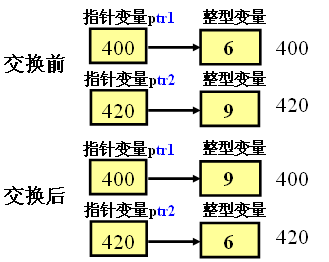 指针变量ptr1 整型变量
400 6 400
交换前
指针变量ptr2 整型变量
420 9 420
指针变量ptr1 整型变量
400 9 400
交换后
指针变量ptr2 整型变量
420 6 420